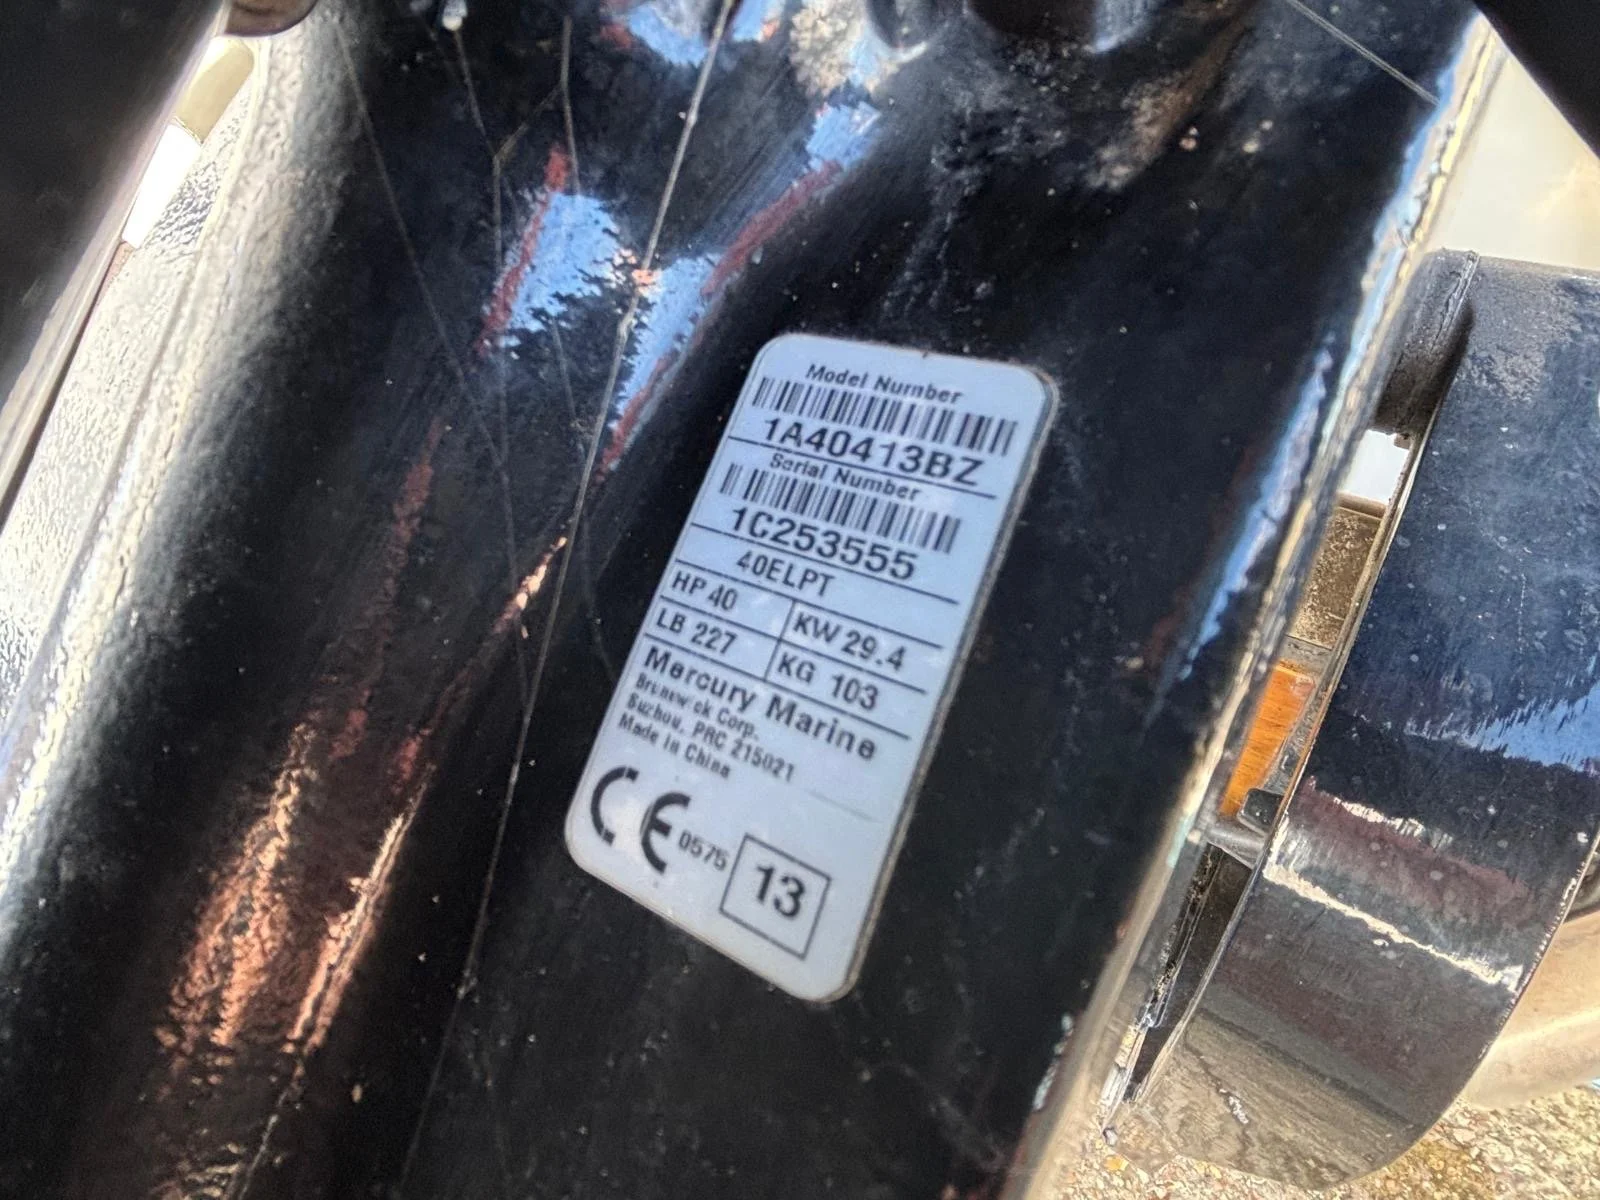 Model Number
1A40413BZ
Serial Number
1C253555
40ELPT
HP 40 KW 29.4
LB 227 KG 103
Mercury Marine
Brunswick Corp.
Suzhou, PRC 215021
Made in China
CE 0575 13